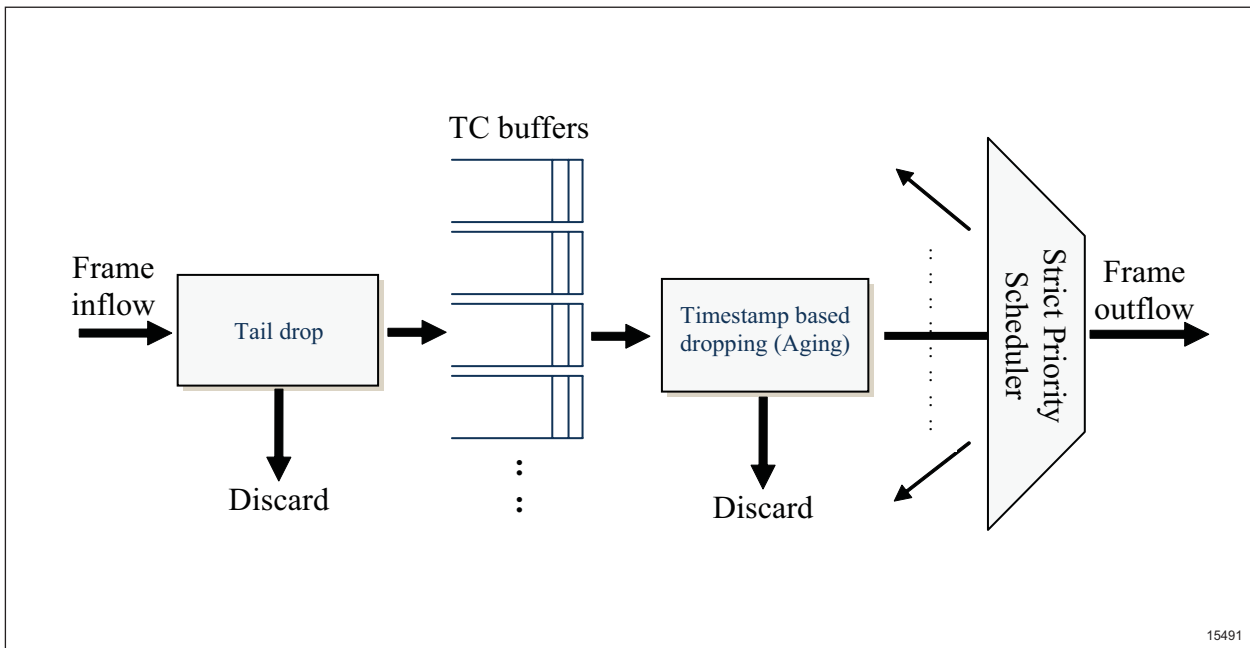 TC buffers
Frame
inflow
Tail drop
Discard
Timestamp based
dropping (Aging)
Discard
Strict Priority
Scheduler
Frame
outflow
15491